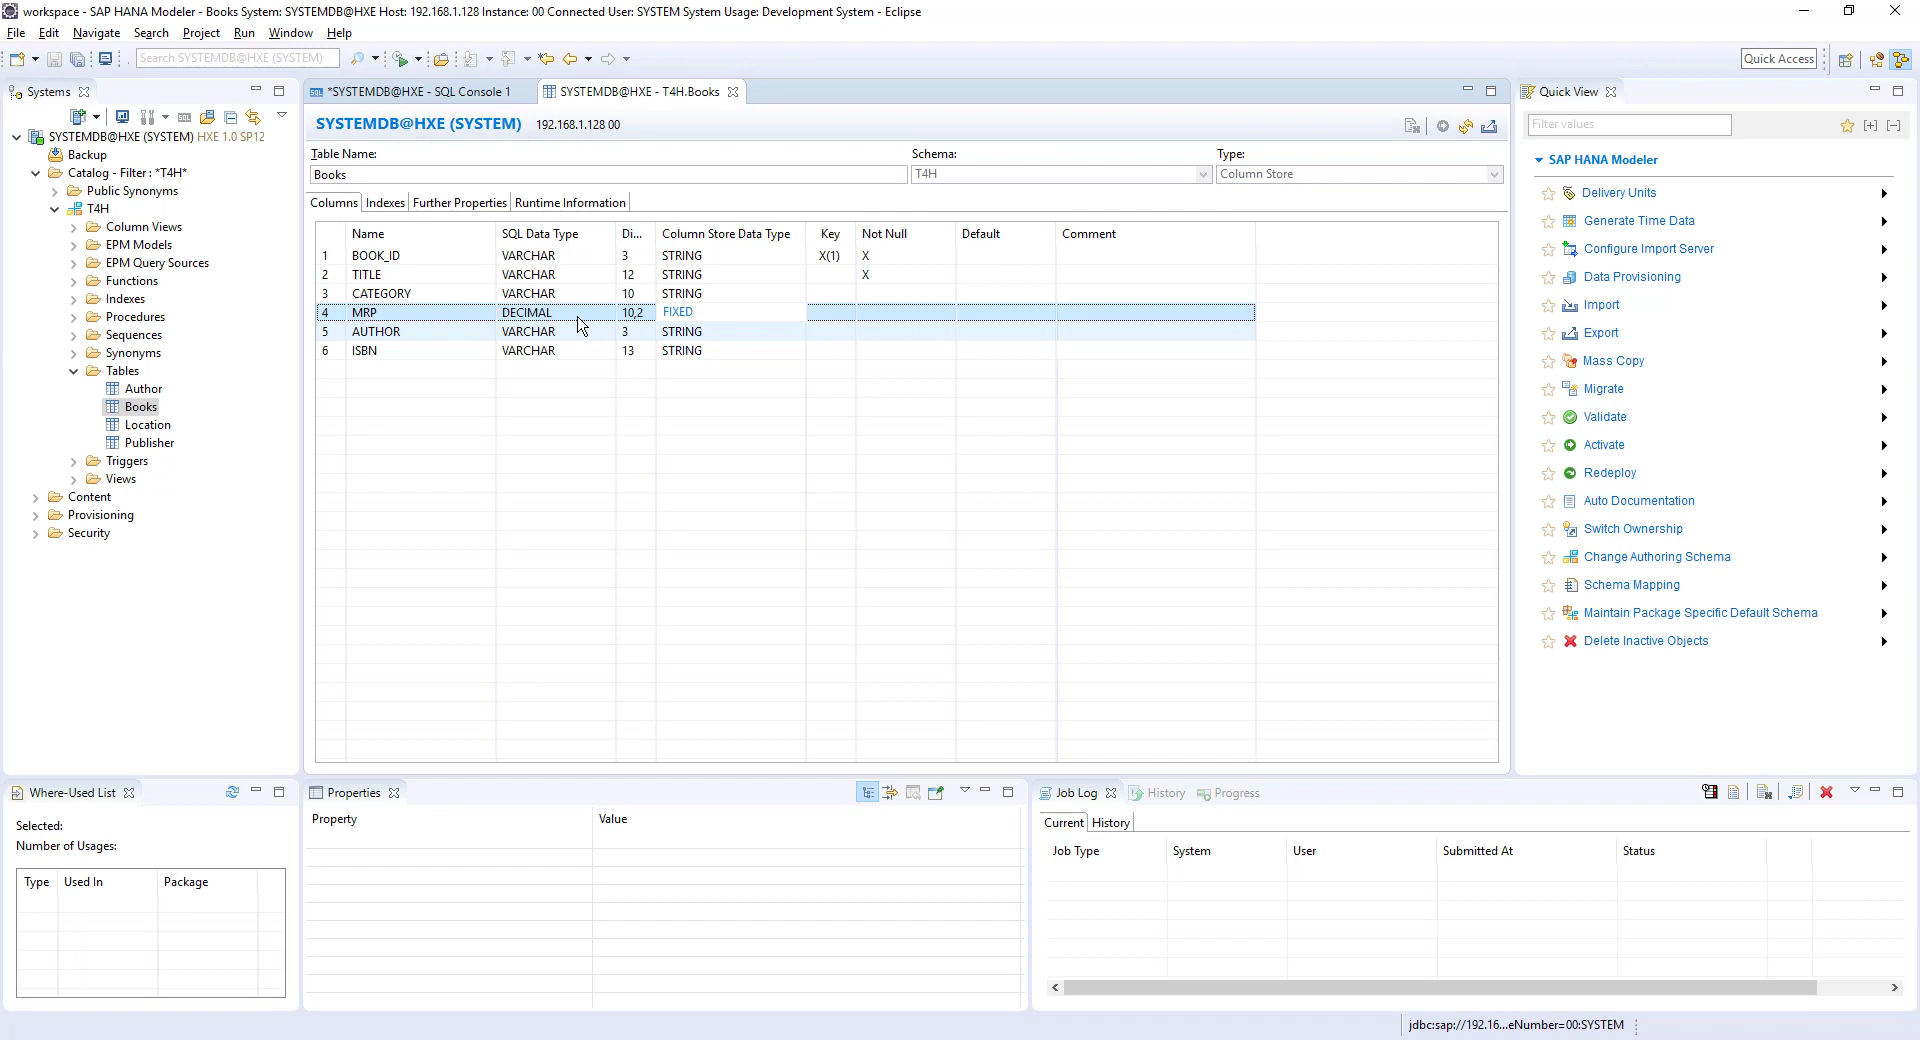 workspace - SAP HANA Modeler - Books System: SYSTEMDB@HXE Host: 192.168.1.128 Instance: 00 Connected User: SYSTEM System Usage: Development System - Eclipse
File Edit Navigate Search Project Run Window Help
Search SYSTEMDB@HXE (SYSTEM)
Quick Access
Systems
SYSTEMDB@HXE (SYSTEM) HXE 1.0 SP12
Backup
Catalog - Filter : *T4H*
Public Synonyms
T4H
Column Views
EPM Models
EPM Query Sources
Functions
Indexes
Procedures
Sequences
Synonyms
Tables
Author
Books
Location
Publisher
Triggers
Views
Content
Provisioning
Security
*SYSTEMDB@HXE - SQL Console 1
SYSTEMDB@HXE - T4H.Books
SYSTEMDB@HXE (SYSTEM) 192.168.1.128 00
Table Name: Schema: Type:
Books T4H Column Store
Columns Indexes Further Properties Runtime Information
Name SQL Data Type Di... Column Store Data Type Key Not Null Default Comment
1 BOOK_ID VARCHAR 3 STRING X(1) X
2 TITLE VARCHAR 12 STRING X
3 CATEGORY VARCHAR 10 STRING
4 MRP DECIMAL 10,2 FIXED
5 AUTHOR VARCHAR 3 STRING
6 ISBN VARCHAR 13 STRING
Quick View
Filter values
SAP HANA Modeler
Delivery Units
Generate Time Data
Configure Import Server
Data Provisioning
Import
Export
Mass Copy
Migrate
Validate
Activate
Redeploy
Auto Documentation
Switch Ownership
Change Authoring Schema
Schema Mapping
Maintain Package Specific Default Schema
Delete Inactive Objects
Where-Used List
Selected:
Number of Usages:
Type Used In Package
Properties
Property Value
Job Log History Progress
Current History
Job Type System User Submitted At Status
jdbc:sap://192.16...eNumber=00:SYSTEM